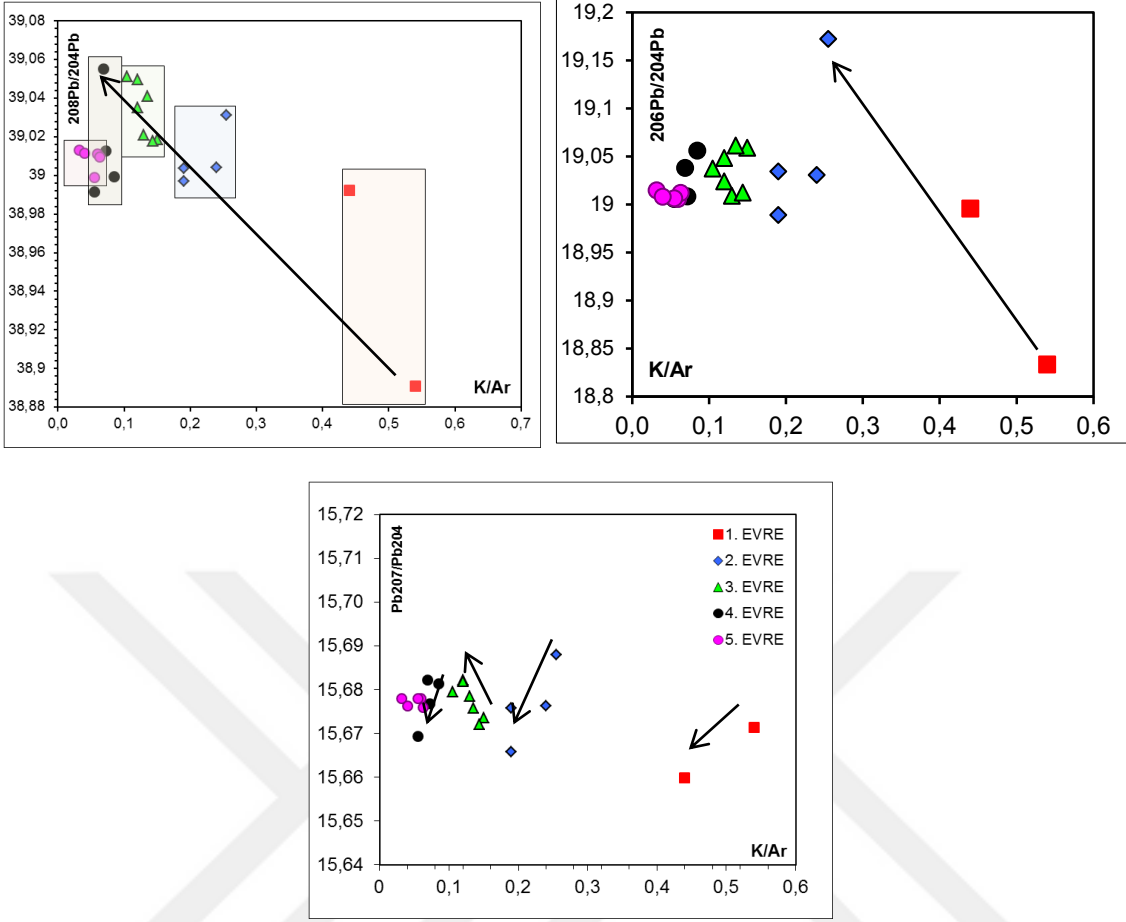 39,08
39,06
39,04
39,02
39
38,98
38,96
38,94
38,92
38,9
38,88
208Pb/204Pb
K/Ar
0,0 0,1 0,2 0,3 0,4 0,5 0,6 0,7
19,2
19,15
19,1
19,05
19
18,95
18,9
18,85
18,8
206Pb/204Pb
K/Ar
0,0 0,1 0,2 0,3 0,4 0,5 0,6
15,72
15,71
15,70
15,69
15,68
15,67
15,66
15,65
15,64
Pb207/Pb204
1. EVRE
2. EVRE
3. EVRE
4. EVRE
5. EVRE
K/Ar
0 0,1 0,2 0,3 0,4 0,5 0,6